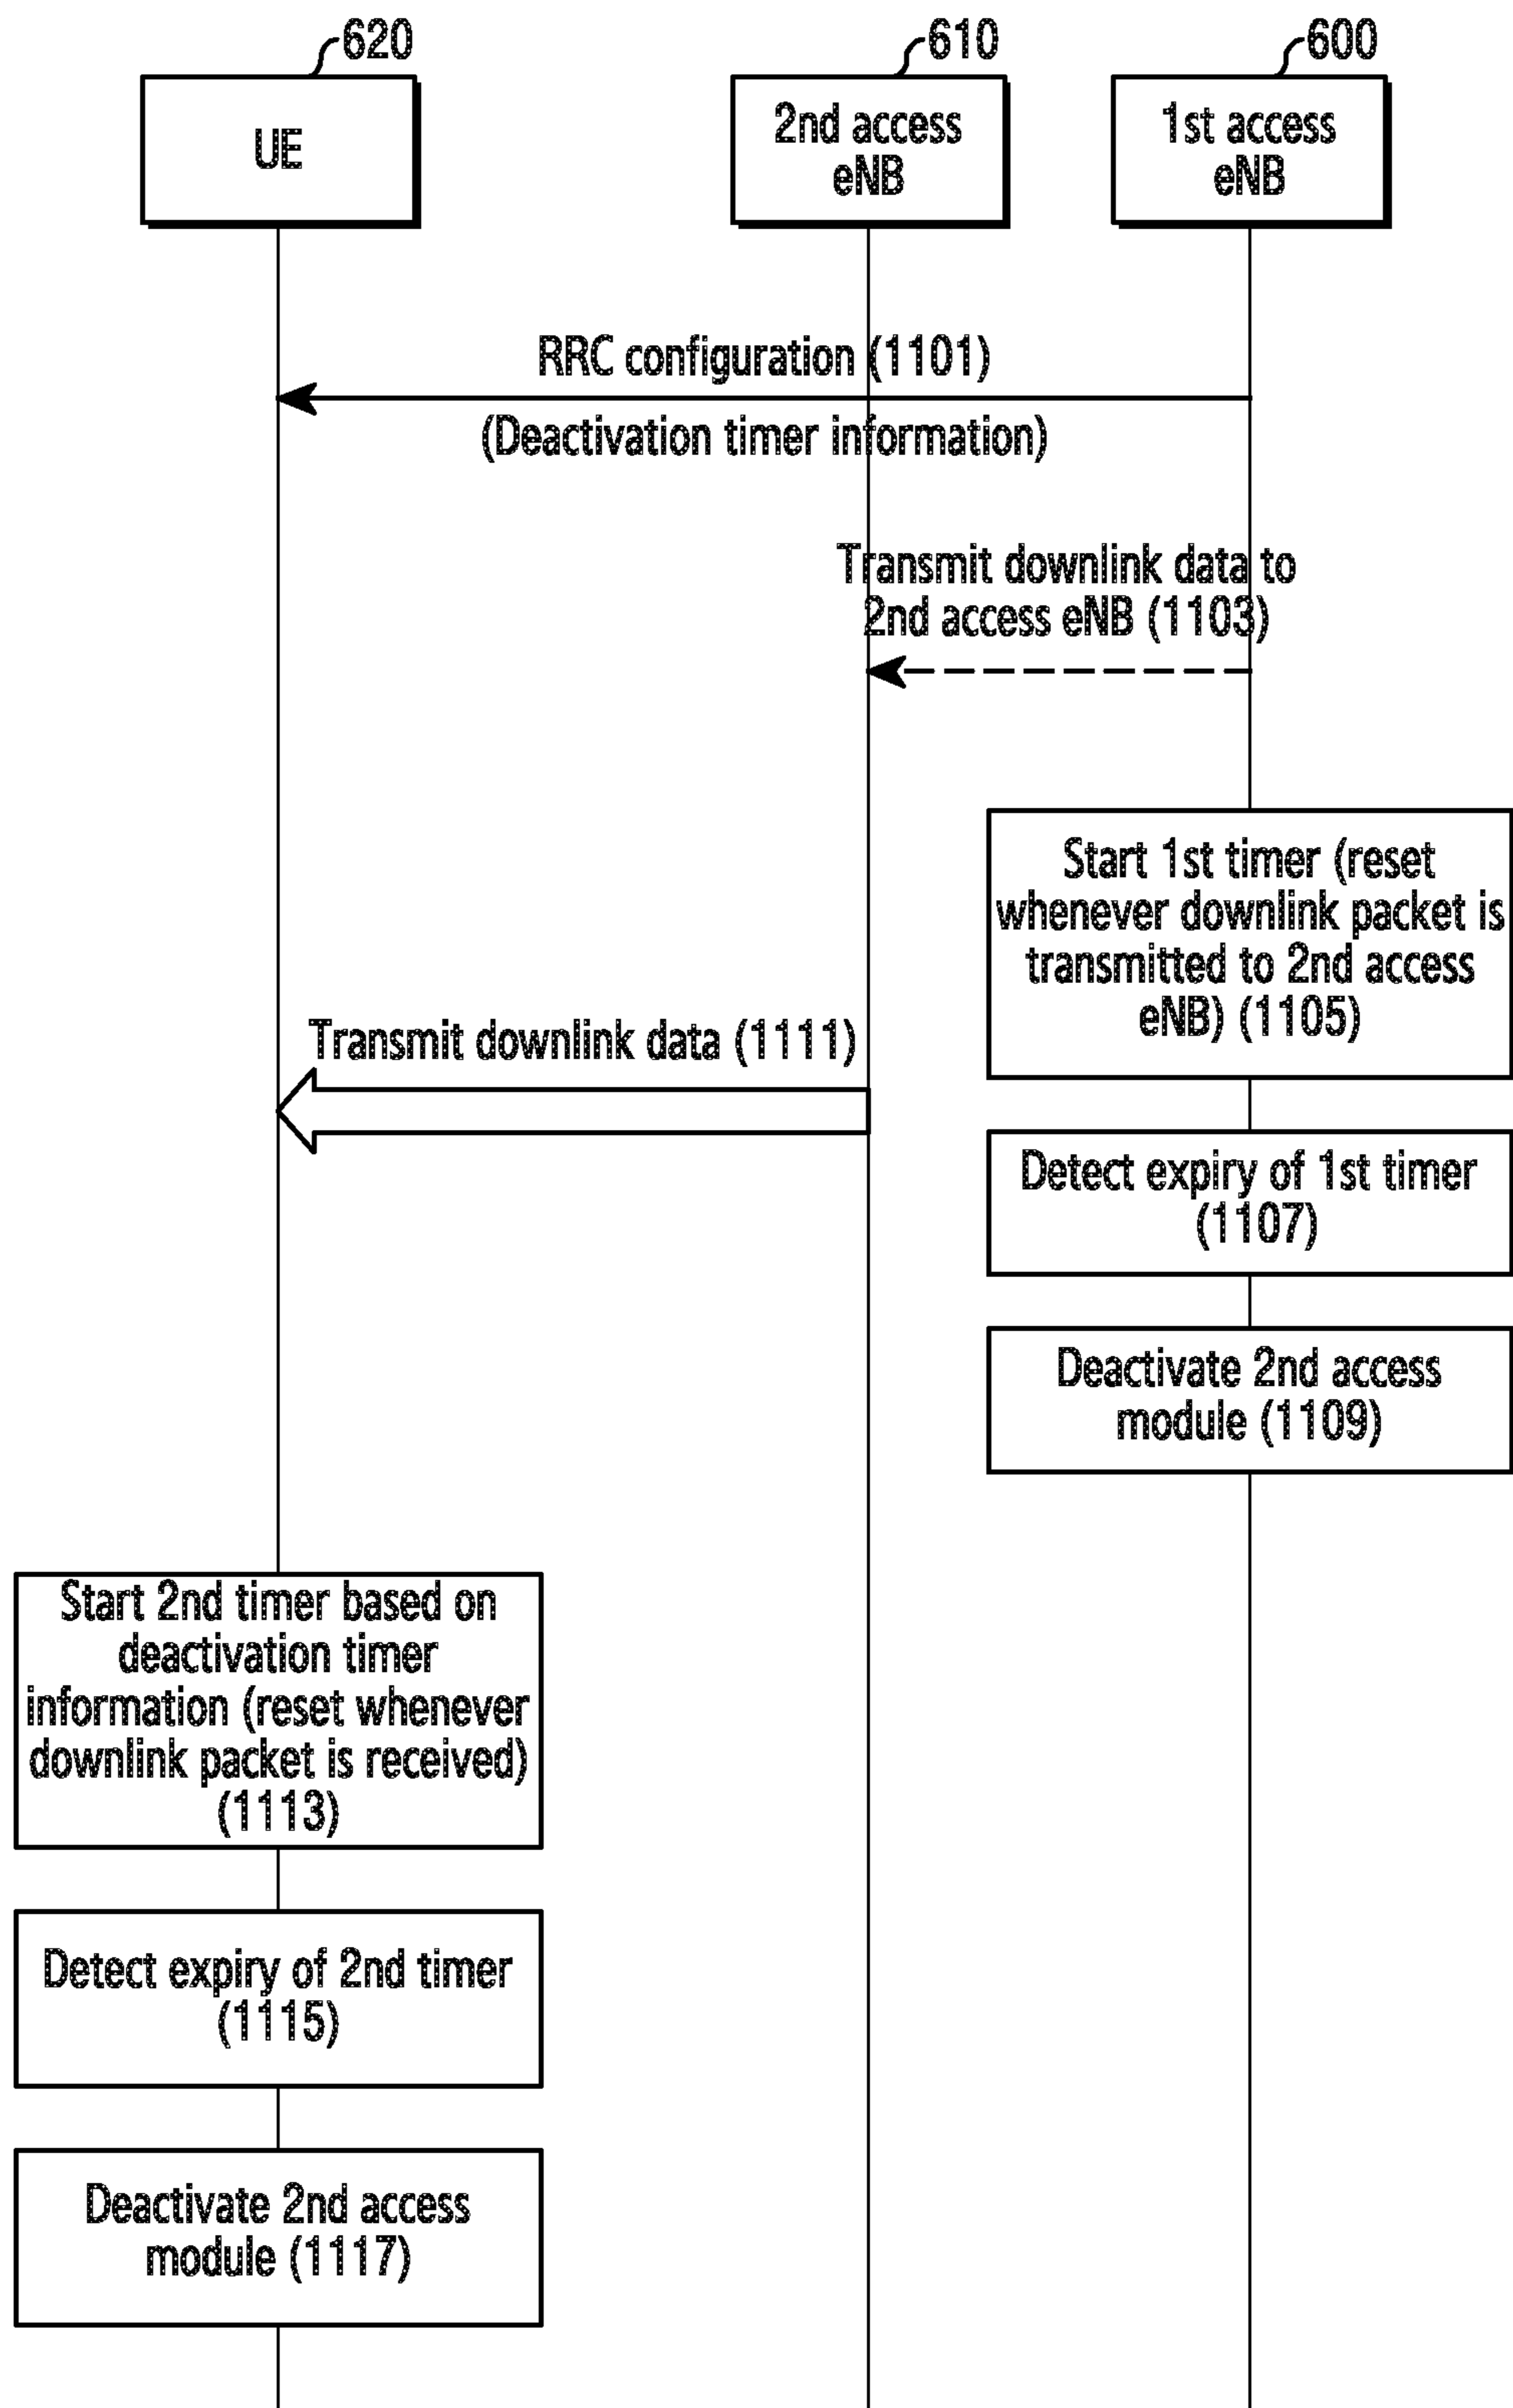 620
610
600
UE
2nd access
eNB
1st access
eNB
RRC configuration (1101)
(Deactivation timer information)
Transmit downlink data to
2nd access eNB (1103)
Start 1st timer (reset
whenever downlink packet is
transmitted to 2nd access
eNB) (1105)
Transmit downlink data (1111)
Detect expiry of 1st timer
(1107)
Deactivate 2nd access
module (1109)
Start 2nd timer based on
deactivation timer
information (reset whenever
downlink packet is received)
(1113)
Detect expiry of 2nd timer
(1115)
Deactivate 2nd access
module (1117)